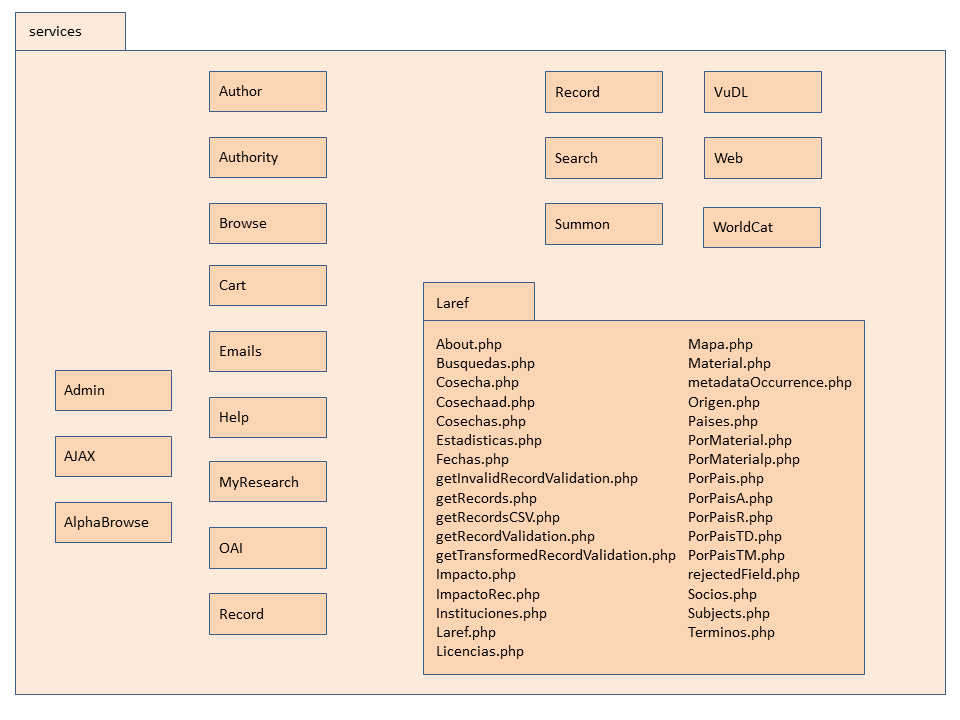 services
Author
Authority
Browse
Cart
Emails
Help
MyResearch
OAI
Record
Admin
AJAX
AlphaBrowse
Record
Search
Summon
VuDL
Web
WorldCat
Laref
About.php
Busquedas.php
Cosecha.php
Cosechaad.php
Cosechas.php
Estadisticas.php
Fechas.php
getInvalidRecordValidation.php
getRecords.php
getRecordsCSV.php
getRecordValidation.php
getTransformedRecordValidation.php
Impacto.php
ImpactoRec.php
Instituciones.php
Laref.php
Licencias.php
Mapa.php
Material.php
metadataOccurrence.php
Origen.php
Paises.php
PorMaterial.php
PorMaterialp.php
PorPais.php
PorPaisA.php
PorPaisR.php
PorPaisTD.php
PorPaisTM.php
rejectedField.php
Socios.php
Subjects.php
Terminos.php